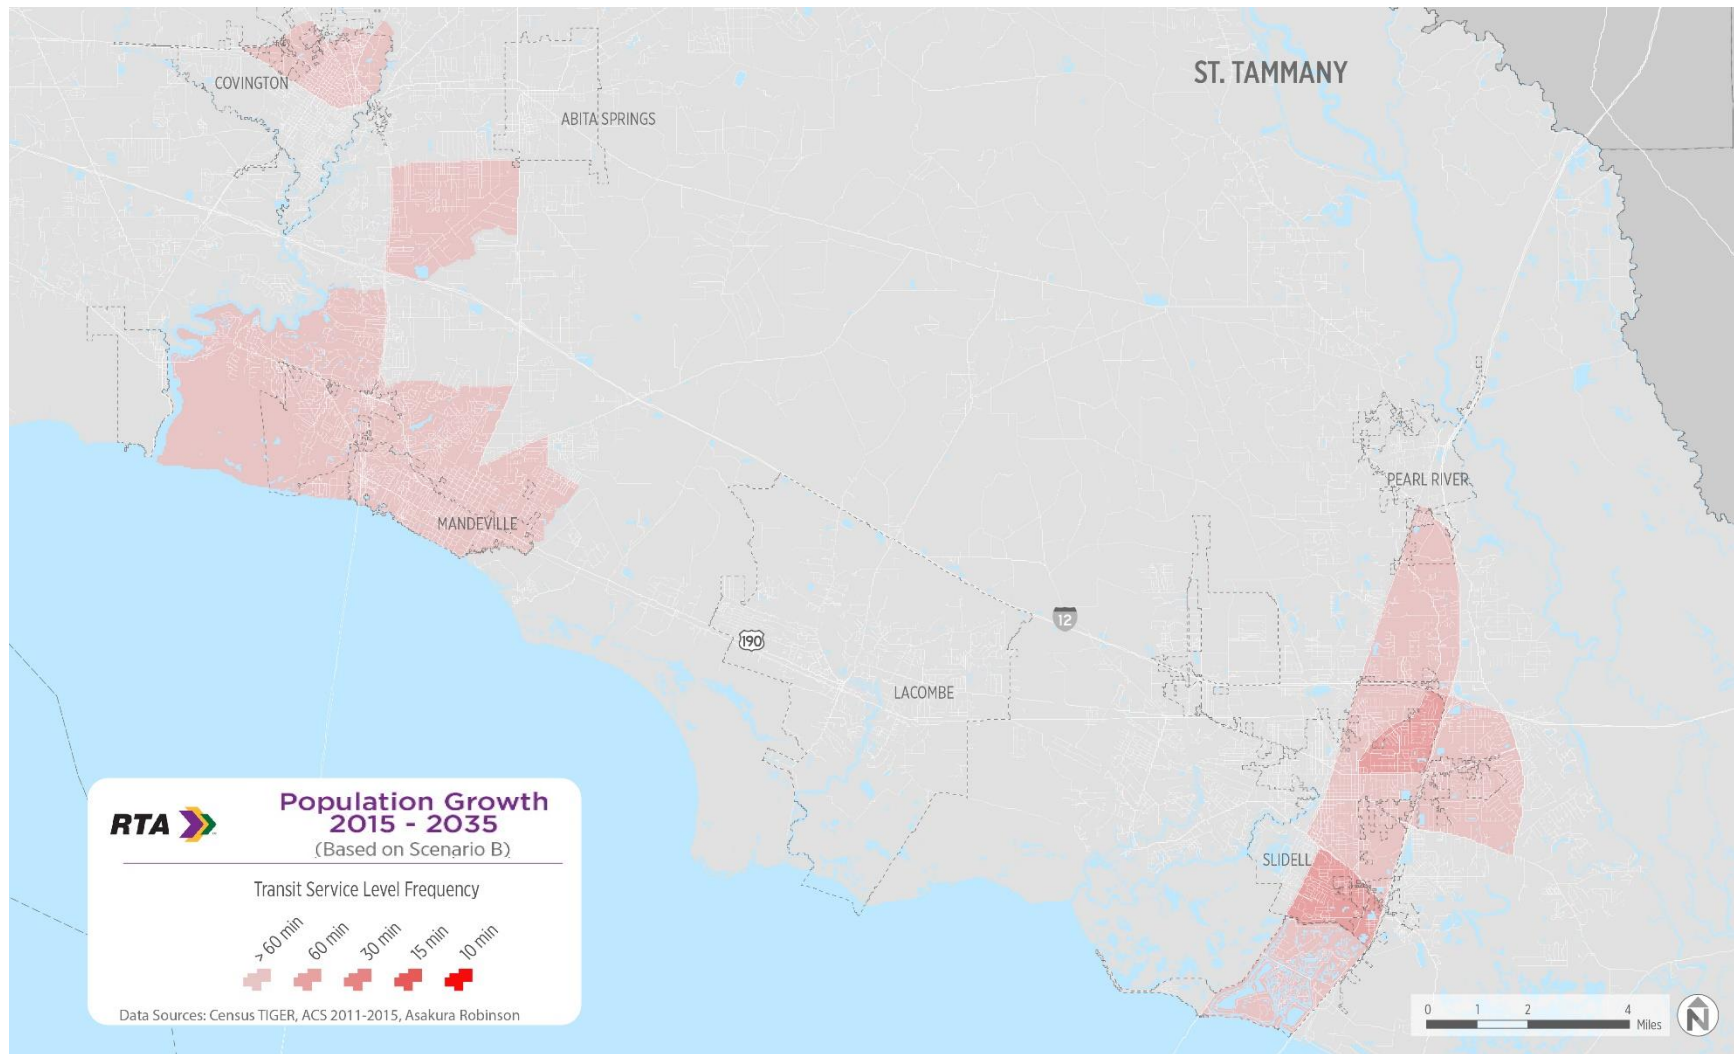 ST. TAMMANY
COVINGTON
ABITA SPRINGS
PEARL RIVER
MANDEVILLE
12
190
LACOMBE
SLIDELL
RTA
Population Growth
2015 - 2035
(Based on Scenario B)
Transit Service Level Frequency
> 60 min
60 min
30 min
15 min
10 min
Data Sources: Census TIGER, ACS 2011-2015, Asakura Robinson
0 1 2 4
Miles
N